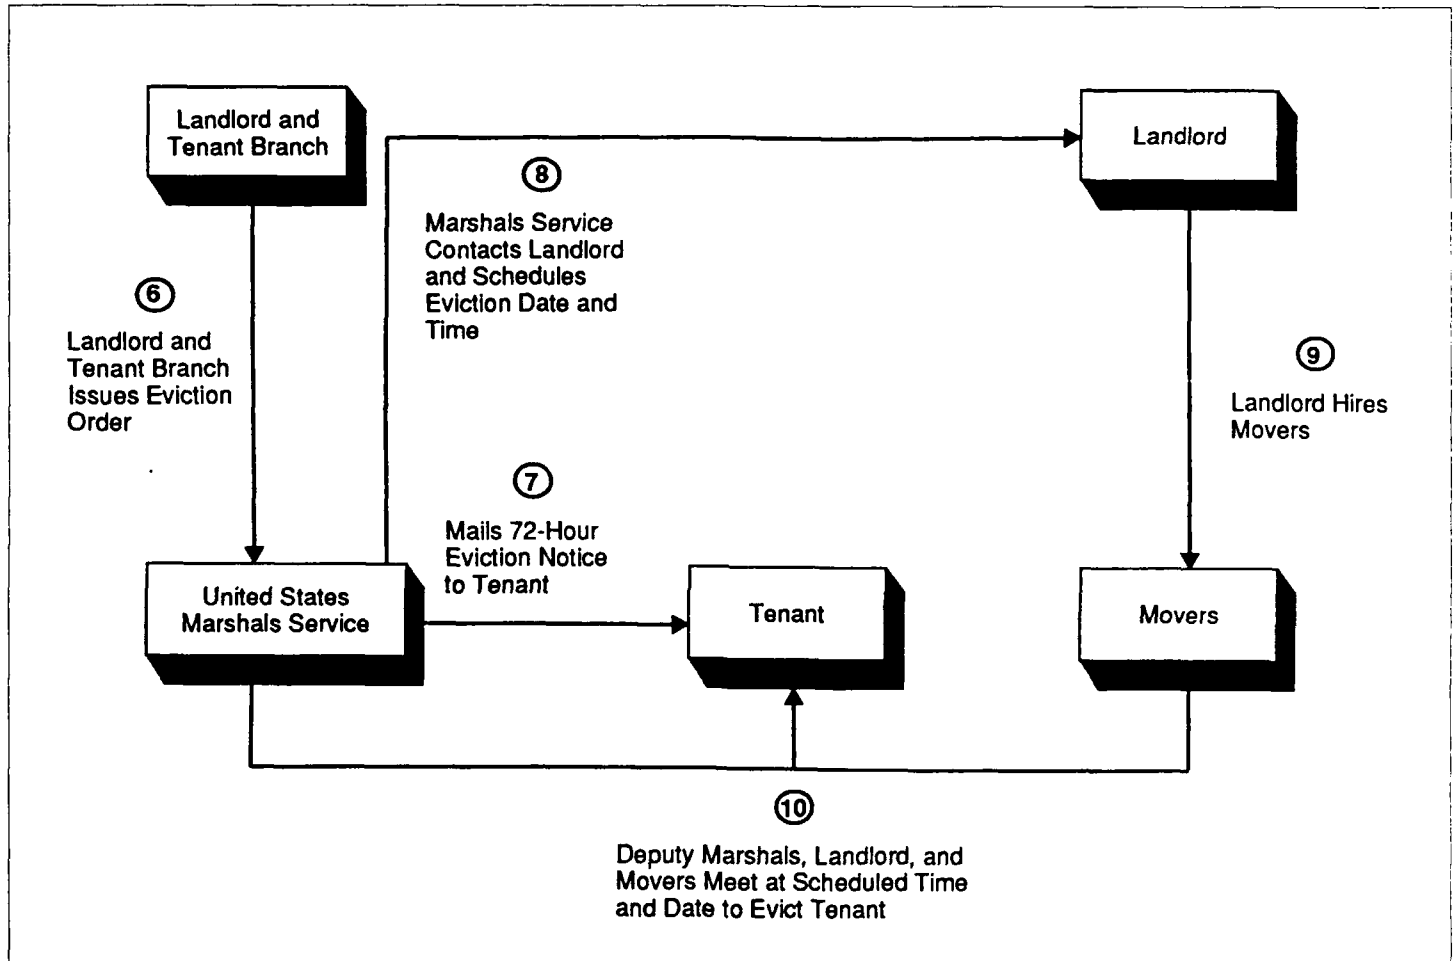 Landlord and
Tenant Branch
Landlord
8
Marshals Service
Contacts Landlord
and Schedules
Eviction Date and
Time
6
Landlord and
Tenant Branch
Issues Eviction
Order
9
Landlord Hires
Movers
7
Mails 72-Hour
Eviction Notice
to Tenant
United States
Marshals Service
Tenant
Movers
10
Deputy Marshals, Landlord, and
Movers Meet at Scheduled Time
and Date to Evict Tenant